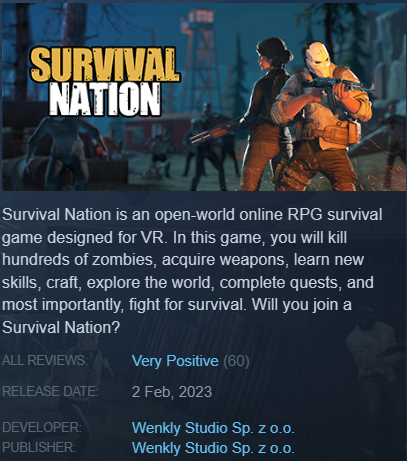 SURVIVAL
NATION
Survival Nation is an open-world online RPG survival
game designed for VR. In this game, you will kill
hundreds of zombies, acquire weapons, learn new
skills, craft, explore the world, complete quests, and
most importantly, fight for survival. Will you join a
Survival Nation?
ALL REVIEWS: Very Positive (60)
RELEASE DATE: 2 Feb, 2023
DEVELOPER: Wenkly Studio Sp. z o.o.
PUBLISHER: Wenkly Studio Sp. z o.o.